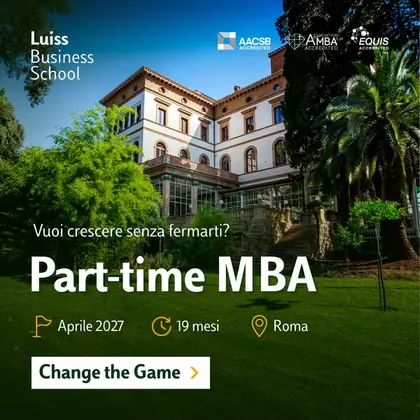 Luiss
Business
School
AACSB
ACCREDITED
AMBA
ACCREDITED
EQUIS
ACCREDITED
Vuoi crescere senza fermarti?
Part-time MBA
Aprile 2027
19 mesi
Roma
Change the Game